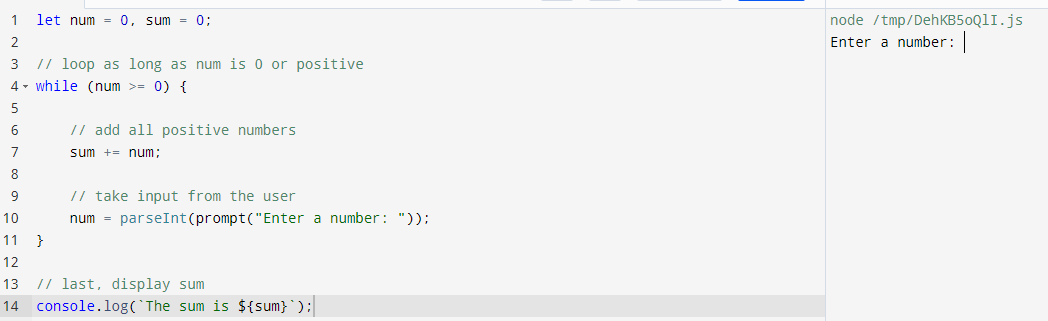 1 let num = 0, sum = 0;
2
3 // loop as long as num is 0 or positive
4 while (num >= 0) {
5
6 // add all positive numbers
7 sum += num;
8
9 // take input from the user
10 num = parseInt(prompt("Enter a number: "));
11 }
12
13 // last, display sum
14 console.log(`The sum is ${sum}`);
node /tmp/DehKB5oQlI.js
Enter a number: